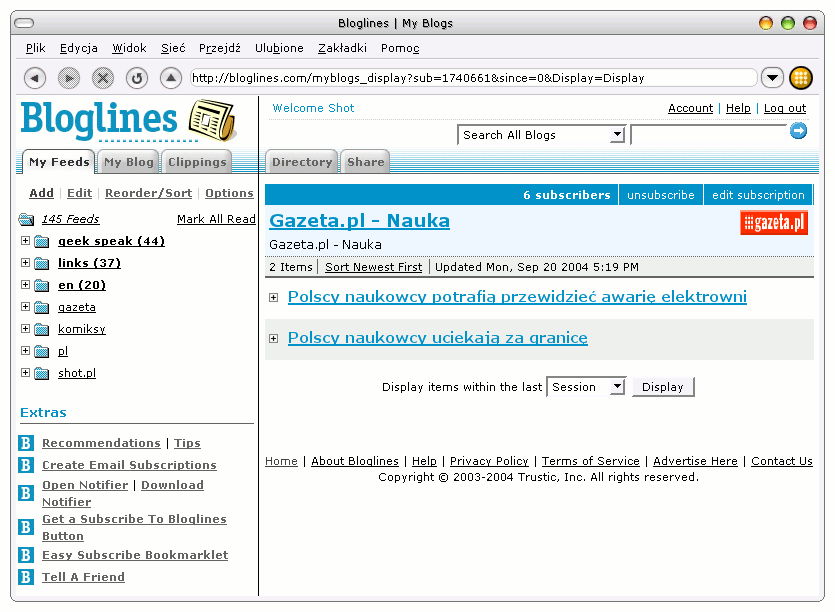 Bloglines | My Blogs
Plik Edycja Widok Sieć Przejdź Ulubione Zakładki Pomoc
http://bloglines.com/myblogs_display?sub=1740661&since=0&Display=Display
Bloglines
Welcome Shot
Account | Help | Log out
Search All Blogs
My Feeds My Blog Clippings Directory Share
Add | Edit | Reorder/Sort | Options
145 Feeds Mark All Read
geek speak (44)
links (37)
en (20)
gazeta
komiksy
pl
shot.pl
Extras
B Recommendations | Tips
B Create Email Subscriptions
B Open Notifier | Download
Notifier
B Get a Subscribe To Bloglines
Button
B Easy Subscribe Bookmarklet
B Tell A Friend
6 subscribers | unsubscribe | edit subscription
Gazeta.pl - Nauka
gazeta.pl
Gazeta.pl - Nauka
2 Items | Sort Newest First | Updated Mon, Sep 20 2004 5:19 PM
Polscy naukowcy potrafią przewidzieć awarię elektrowni
Polscy naukowcy uciekają za granicę
Display items within the last Session Display
Home | About Bloglines | Help | Privacy Policy | Terms of Service | Advertise Here | Contact Us
Copyright © 2003-2004 Trustic, Inc. All rights reserved.